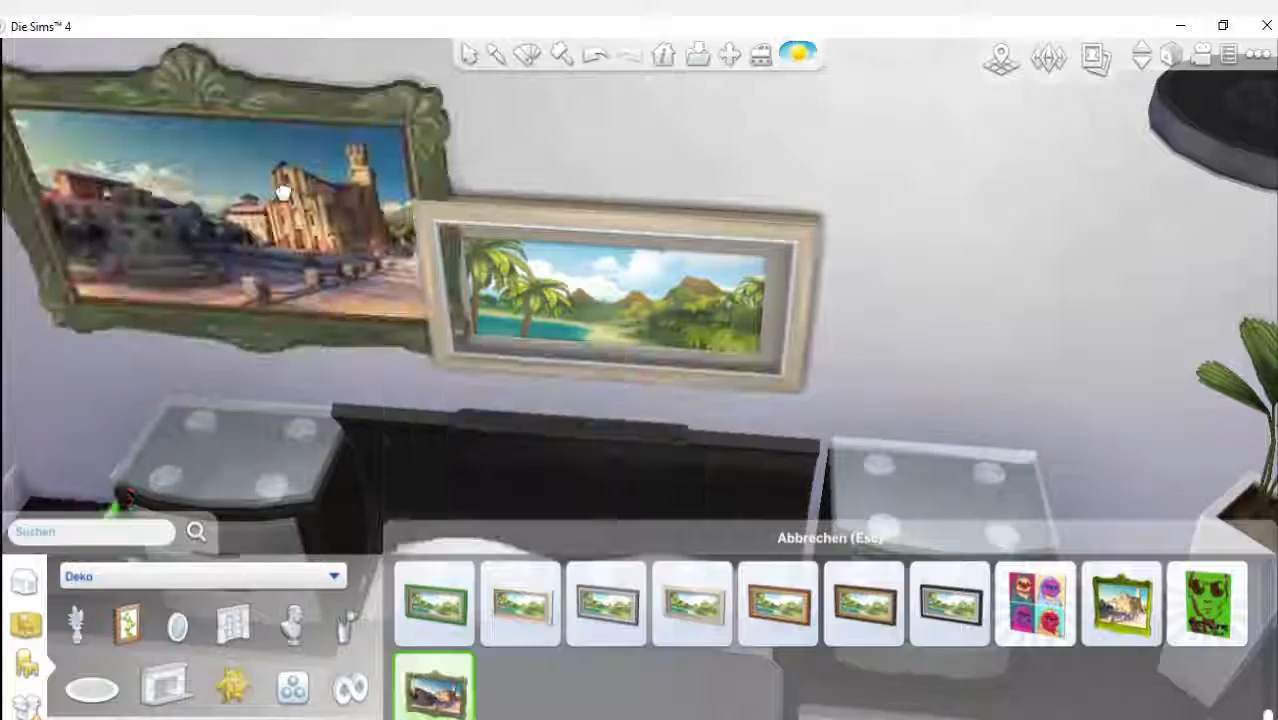 Die Sims™ 4
Suchen
Abbrechen (Esc)
Deko